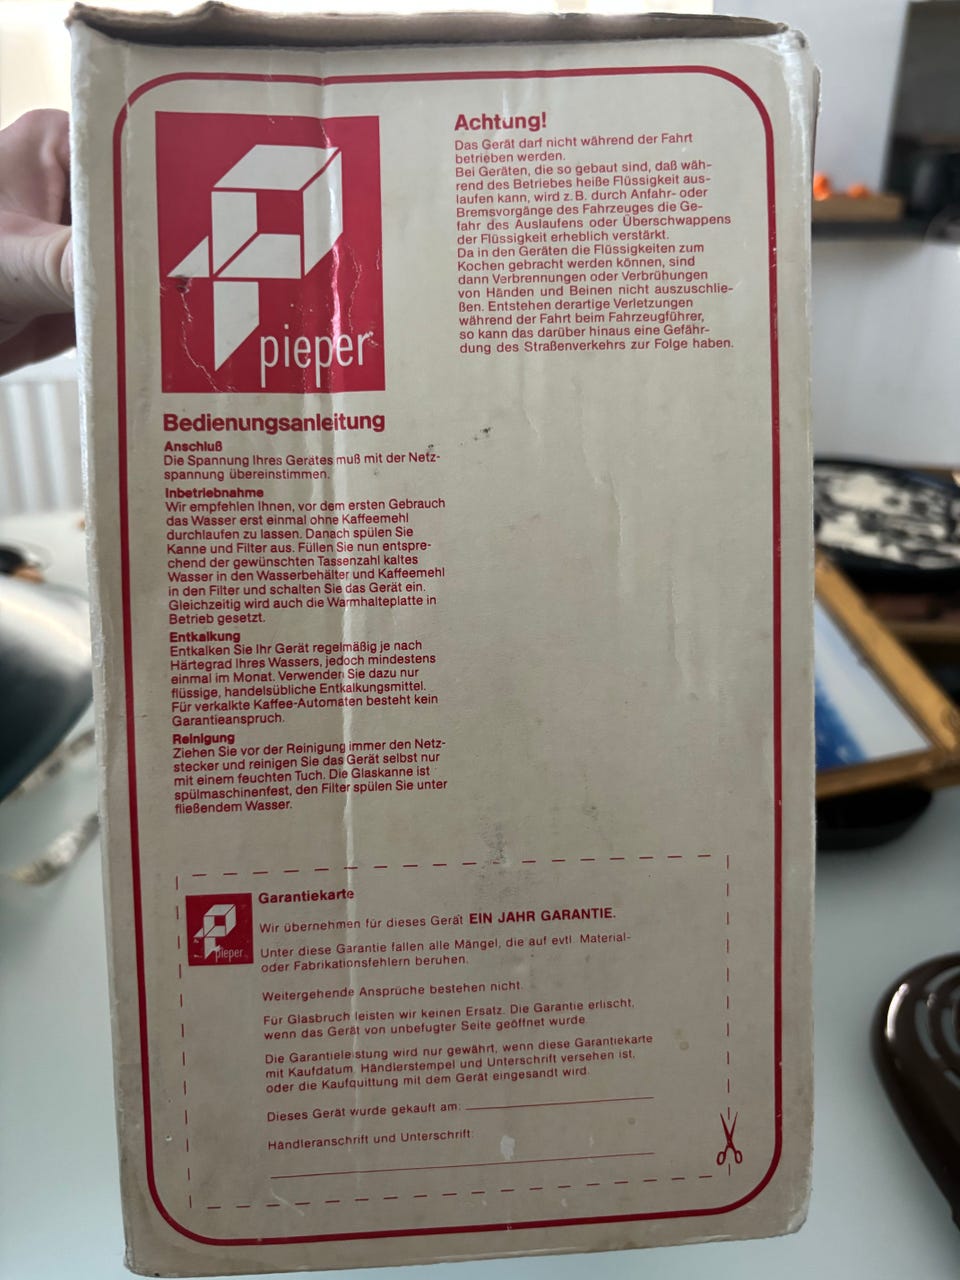 pieper
Achtung!
Das Gerät darf nicht während der Fahrt
betrieben werden.
Bei Geräten, die so gebaut sind, daß wäh-
rend des Betriebes heiße Flüssigkeit aus-
laufen kann, wird z.B. durch Anfahr- oder
Bremsvorgänge des Fahrzeuges die Ge-
fahr des Auslaufens oder Überschwappens
der Flüssigkeit erheblich verstärkt.
Da in den Geräten die Flüssigkeiten zum
Kochen gebracht werden können, sind
dann Verbrennungen oder Verbrühungen
von Händen und Beinen nicht auszuschlie-
ßen. Entstehen derartige Verletzungen
während der Fahrt beim Fahrzeugführer,
so kann das darüber hinaus eine Gefähr-
dung des Straßenverkehrs zur Folge haben.
Bedienungsanleitung
Anschluß
Die Spannung Ihres Gerätes muß mit der Netz-
spannung übereinstimmen.
Inbetriebnahme
Wir empfehlen Ihnen, vor dem ersten Gebrauch
das Wasser erst einmal ohne Kaffeemehl
durchlaufen zu lassen. Danach spülen Sie
Kanne und Filter aus. Füllen Sie nun entspre-
chend der gewünschten Tassenzahl kaltes
Wasser in den Wasserbehälter und Kaffeemehl
in den Filter und schalten Sie das Gerät ein.
Gleichzeitig wird auch die Warmhalteplatte in
Betrieb gesetzt.
Entkalkung
Entkalken Sie Ihr Gerät regelmäßig je nach
Härtegrad Ihres Wassers, jedoch mindestens
einmal im Monat. Verwenden Sie dazu nur
flüssige, handelsübliche Entkalkungsmittel.
Für verkalkte Kaffee-Automaten besteht kein
Garantieanspruch.
Reinigung
Ziehen Sie vor der Reinigung immer den Netz-
stecker und reinigen Sie das Gerät selbst nur
mit einem feuchten Tuch. Die Glaskanne ist
spülmaschinenfest, den Filter spülen Sie unter
fließendem Wasser.
pieper
Garantiekarte
Wir übernehmen für dieses Gerät EIN JAHR GARANTIE.
Unter diese Garantie fallen alle Mängel, die auf evtl. Material-
oder Fabrikationsfehlern beruhen.
Weitergehende Ansprüche bestehen nicht.
Für Glasbruch leisten wir keinen Ersatz. Die Garantie erlischt,
wenn das Gerät von unbefugter Seite geöffnet wurde.
Die Garantieleistung wird nur gewährt, wenn diese Garantiekarte
mit Kaufdatum, Händlerstempel und Unterschrift versehen ist,
oder die Kaufquittung mit dem Gerät eingesandt wird.
Dieses Gerät wurde gekauft am:
Händleranschrift und Unterschrift: